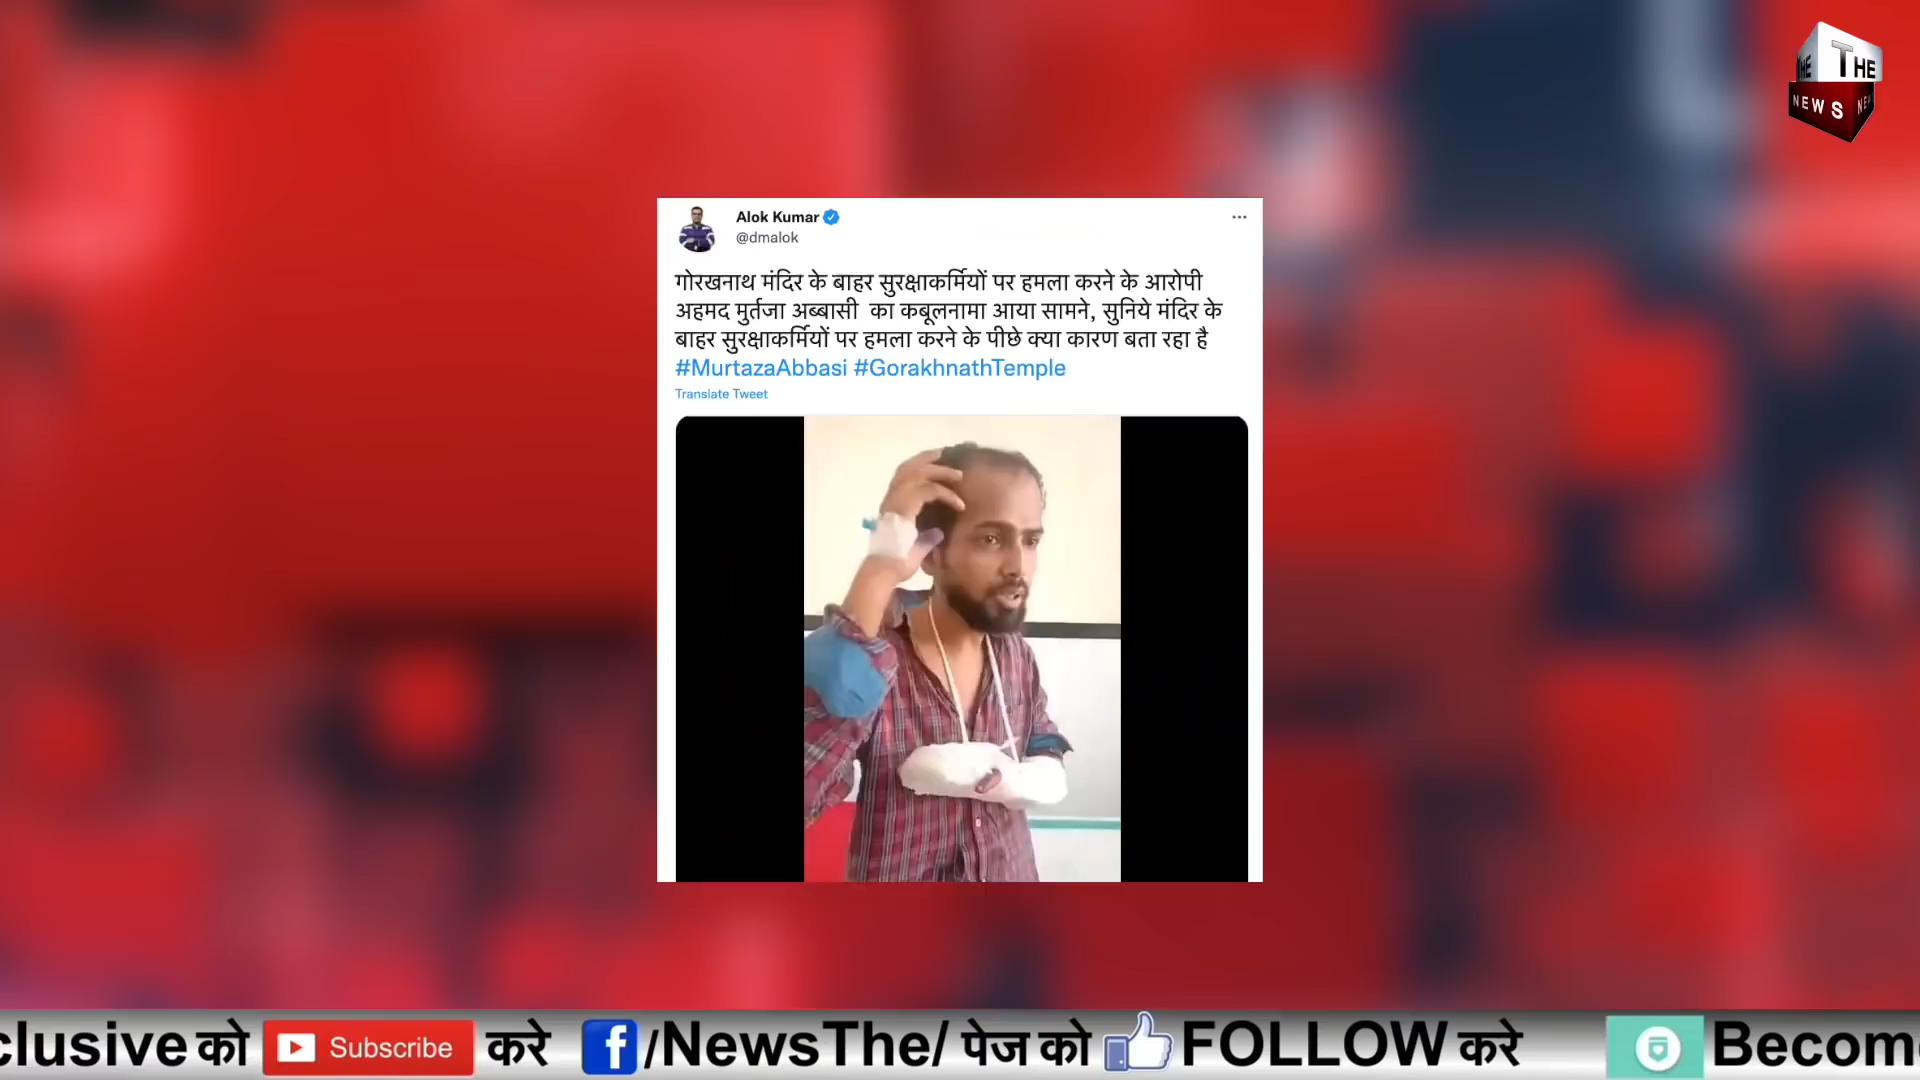 THE
THE
NEWS
NEW
Alok Kumar
@dmalok
गोरखनाथ मंदिर के बाहर सुरक्षाकर्मियों पर हमला करने के आरोपी
अहमद मुर्तजा अब्बासी का कबूलनामा आया सामने, सुनिये मंदिर के
बाहर सुरक्षाकर्मियों पर हमला करने के पीछे क्या कारण बता रहा है
#MurtazaAbbasi #GorakhnathTemple
Translate Tweet
clusive को Subscribe करे f/NewsThe/ पेज को FOLLOW करे Becom